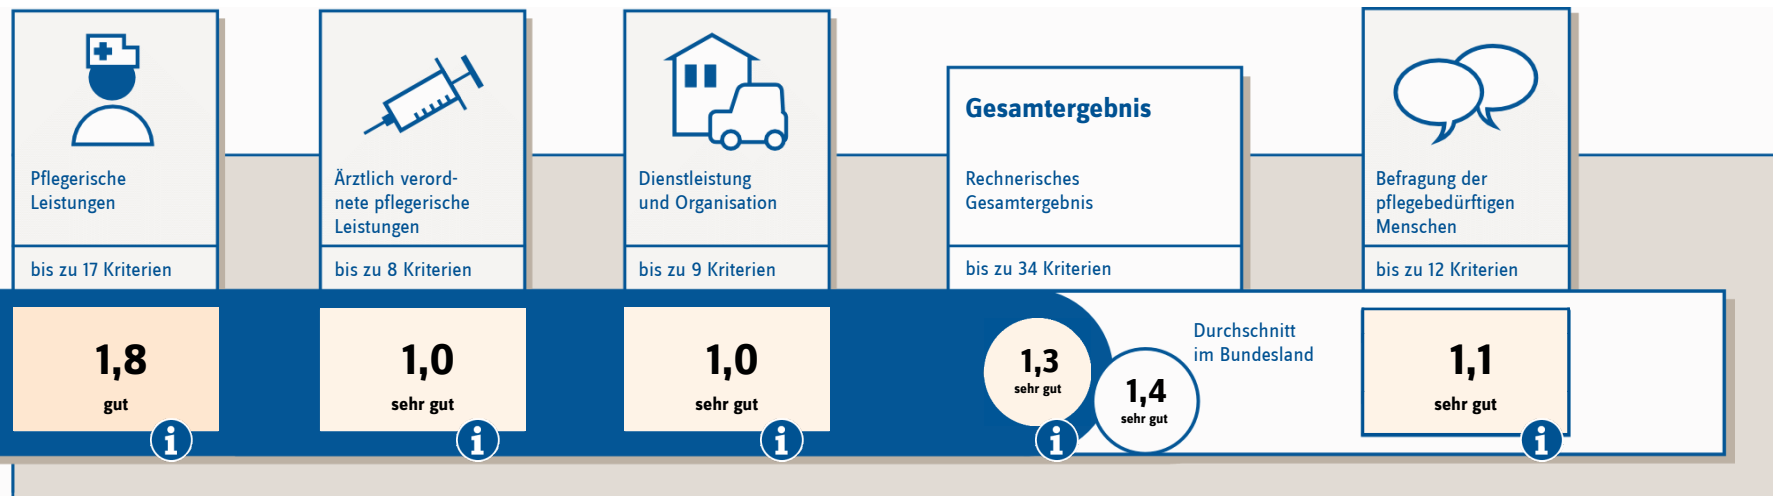 Pflegerische
Leistungen
bis zu 17 Kriterien
1,8
gut
i
Ärztlich verord-
nete pflegerische
Leistungen
bis zu 8 Kriterien
1,0
sehr gut
i
Dienstleistung
und Organisation
bis zu 9 Kriterien
1,0
sehr gut
i
Gesamtergebnis
Rechnerisches
Gesamtergebnis
bis zu 34 Kriterien
1,3
sehr gut
i
1,4
sehr gut
Durchschnitt
im Bundesland
Befragung der
pflegebedürftigen
Menschen
bis zu 12 Kriterien
1,1
sehr gut
i